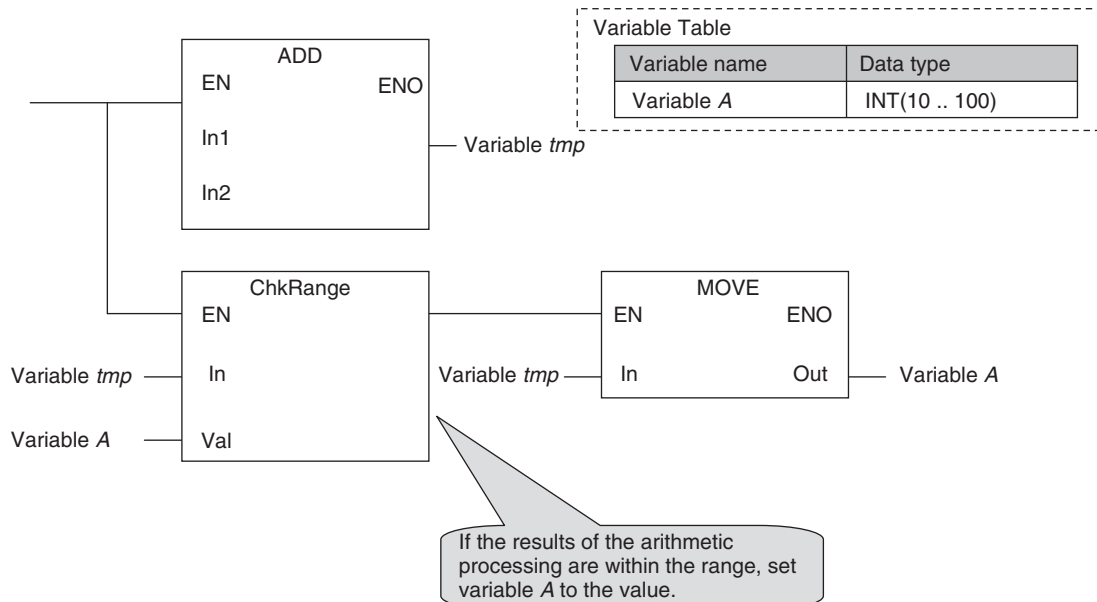 ADD
EN
ENO
In1
Variable tmp
In2
Variable Table
Variable name
Data type
Variable A
INT(10 .. 100)
ChkRange
EN
Variable tmp
In
Variable A
Val
MOVE
EN
ENO
Variable tmp
In
Out
Variable A
If the results of the arithmetic
processing are within the range, set
variable A to the value.